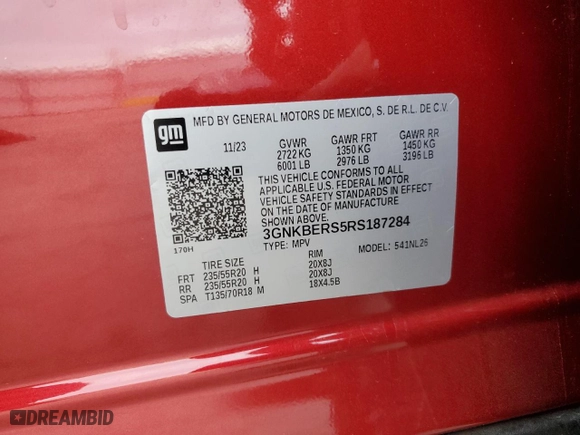 gm
MFD BY GENERAL MOTORS DE MEXICO, S. DE R.L. DE C.V.
11/23 GVWR GAWR FRT GAWR RR
2722 KG 1350 KG 1450 KG
6001 LB 2976 LB 3196 LB
THIS VEHICLE CONFORMS TO ALL
APPLICABLE U.S. FEDERAL MOTOR
VEHICLE SAFETY STANDARDS IN EFFECT
ON THE DATE OF MANUFACTURE
SHOWN ABOVE.
3GNKBERS5RS187284
170H TYPE: MPV MODEL: 541NL26
TIRE SIZE RIM
FRT 235/55R20 H 20X8J
RR 235/55R20 H 20X8J
SPA T135/70R18 M 18X4.5B
DREAMBID